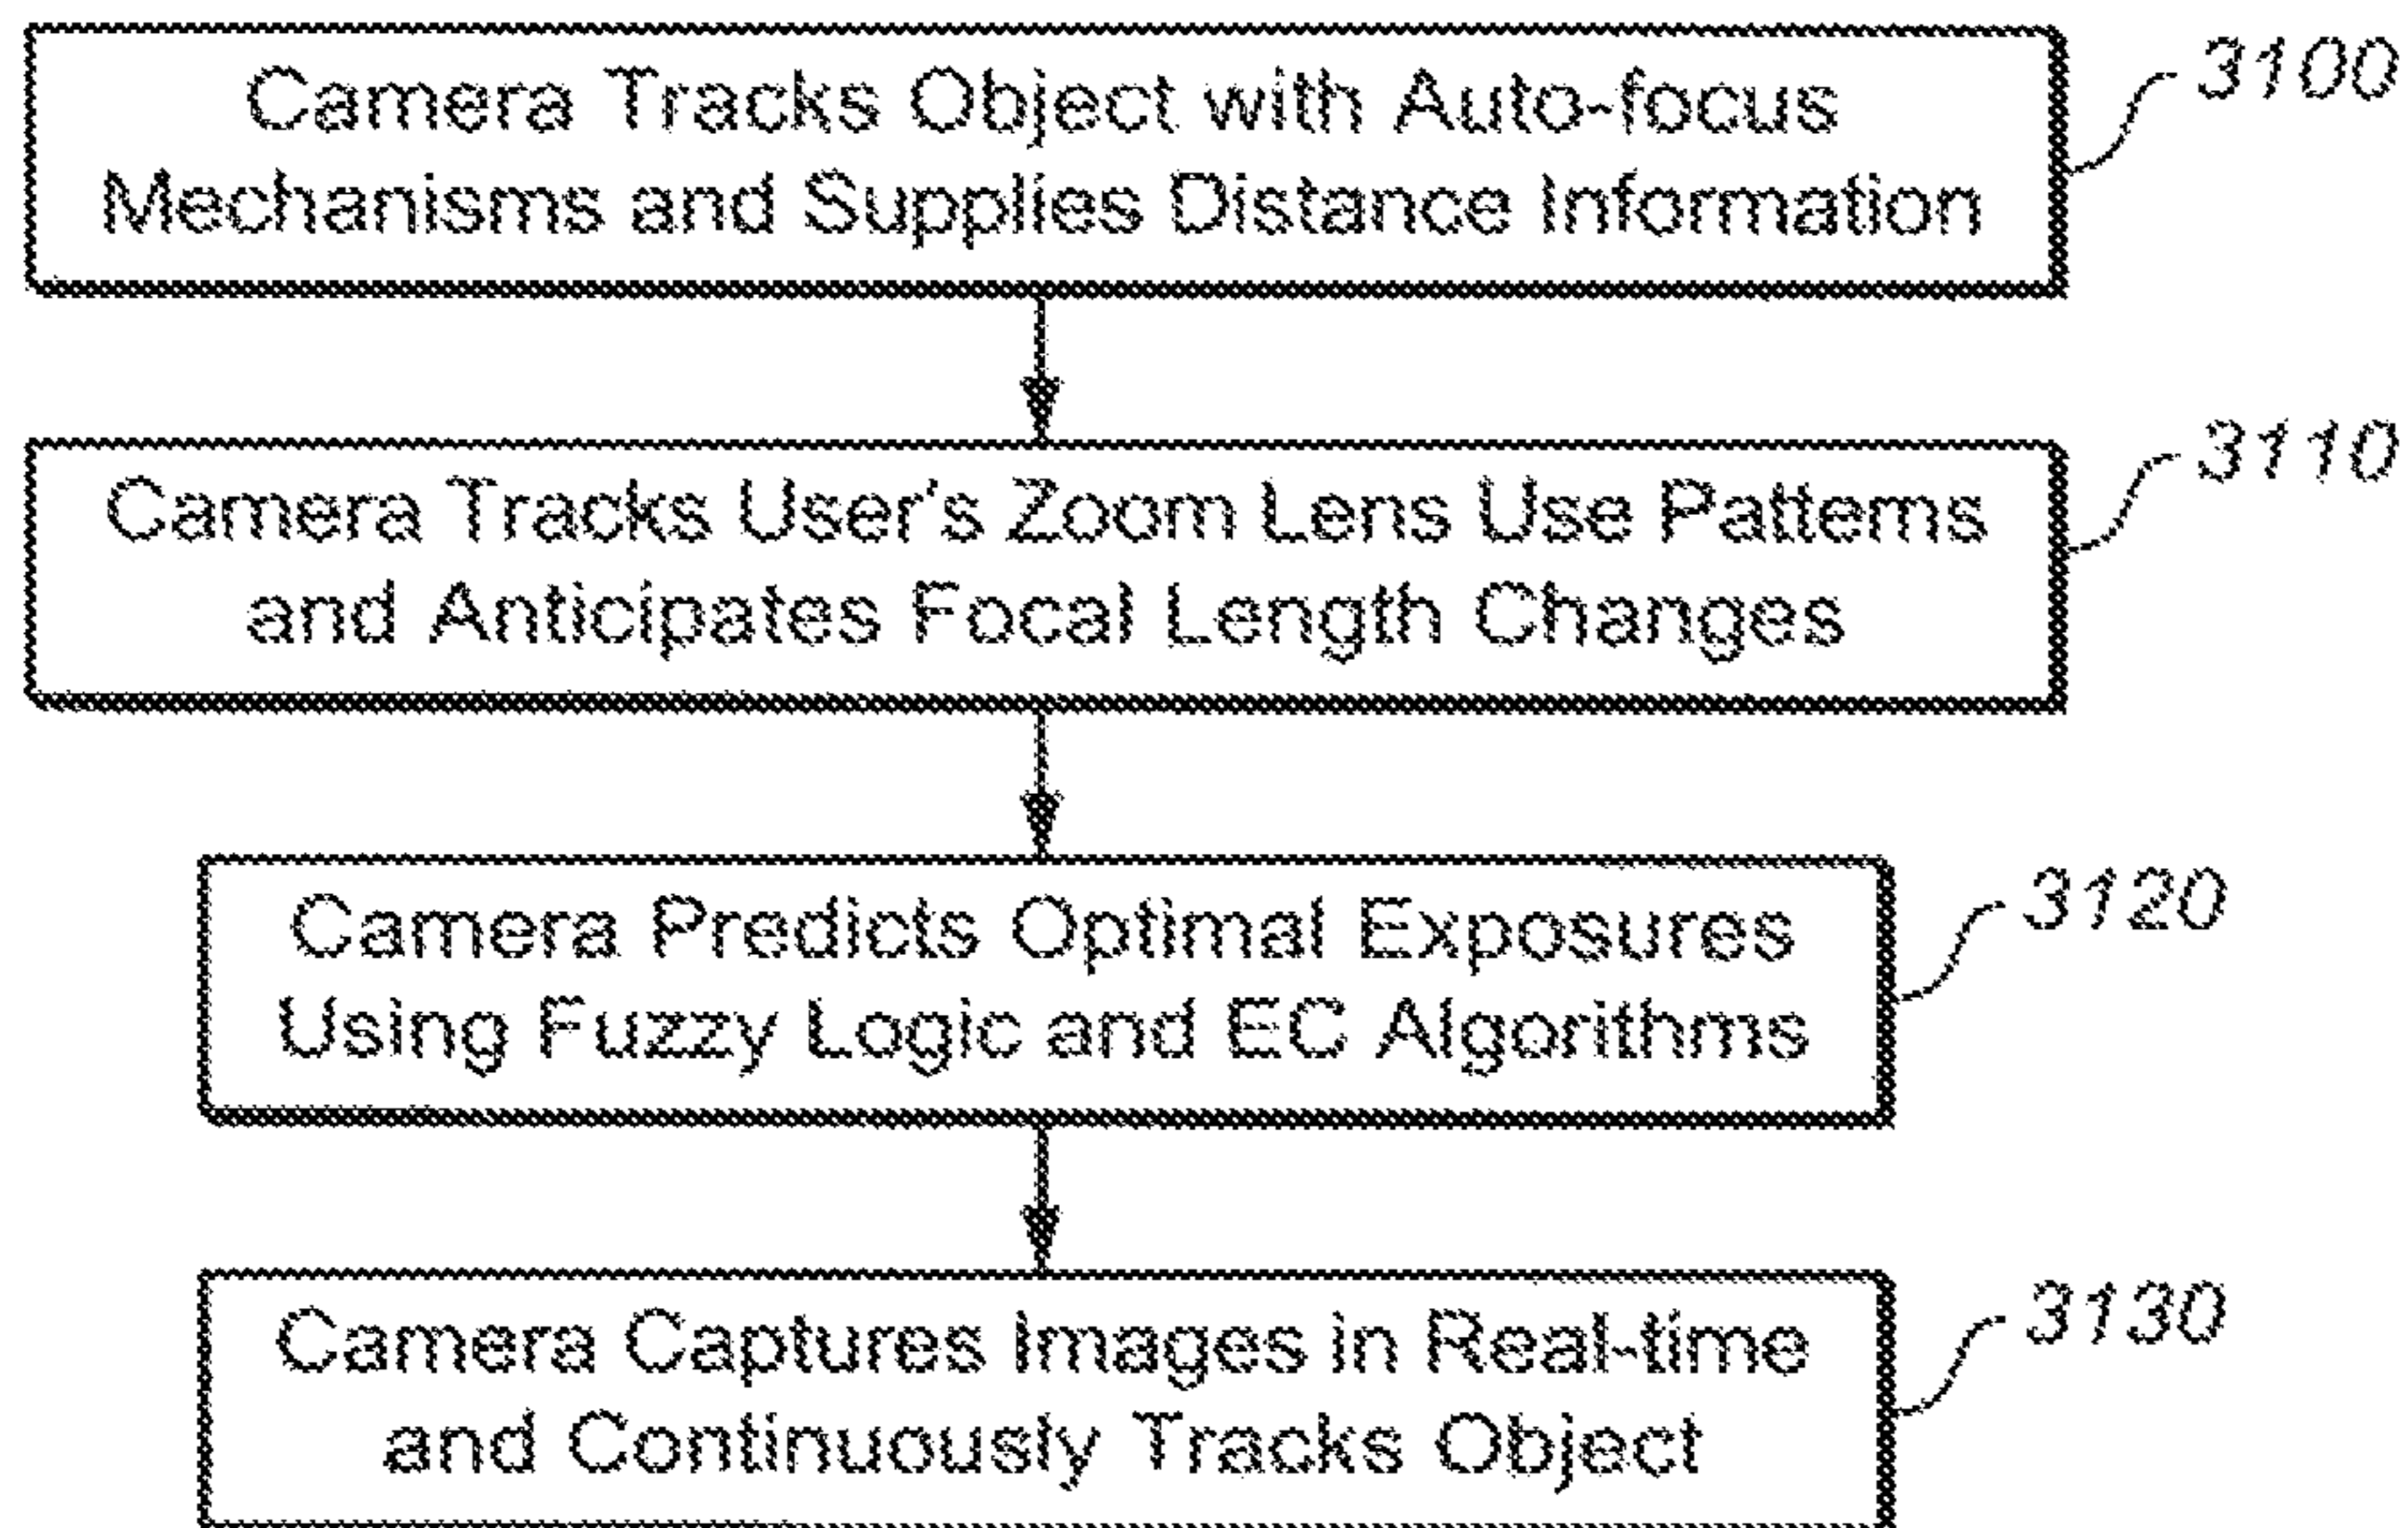 Camera Tracks Object with Auto-focus
Mechanisms and Supplies Distance Information
3100
Camera Tracks User's Zoom Lens Use Patterns
and Anticipates Focal Length Changes
3110
Camera Predicts Optimal Exposures
Using Fuzzy Logic and EC Algorithms
3120
Camera Captures Images in Real-time
and Continuously Tracks Object
3130